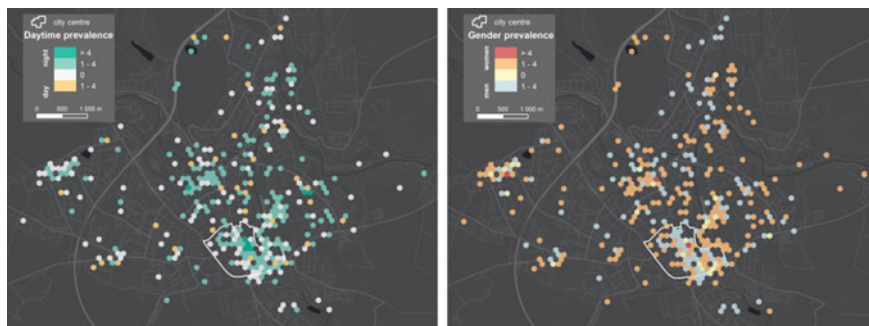 city centre
Daytime prevalence
night
> 4
1 - 4
0
day
1 - 4
0 500 1 000 m
city centre
Gender prevalence
women
> 4
1 - 4
0
men
1 - 4
0 500 1 000 m